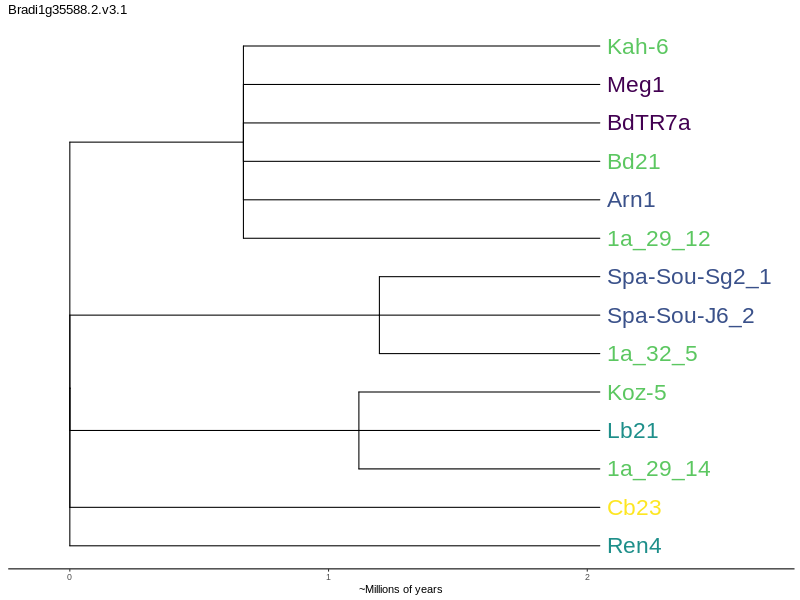 Bradi1g35588.2.v3.1
Kah-6
Meg1
BdTR7a
Bd21
Arn1
1a_29_12
Spa-Sou-Sg2_1
Spa-Sou-J6_2
1a_32_5
Koz-5
Lb21
1a_29_14
Cb23
Ren4
0 1 2
~Millions of years